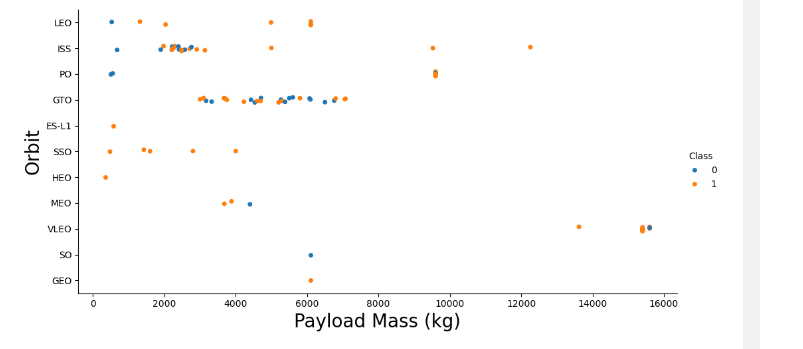 LEO
ISS
PO
GTO
ES-L1
SSO
HEO
MEO
VLEO
SO
GEO
Orbit
0 2000 4000 6000 8000 10000 12000 14000 16000
Payload Mass (kg)
Class
0
1